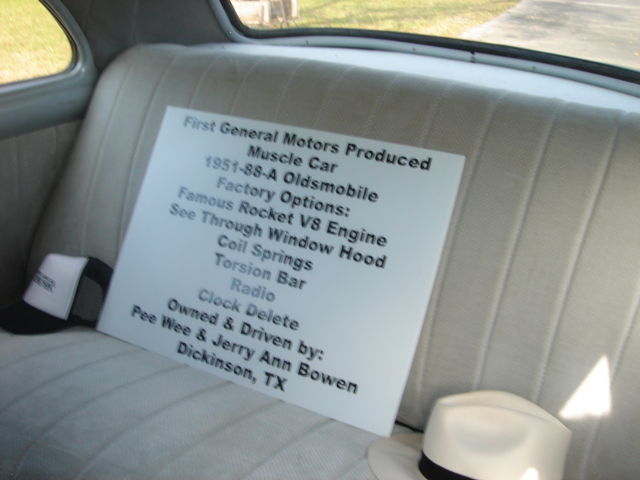 First General Motors Produced
Muscle Car
1951-88-A Oldsmobile
Factory Options:
Famous Rocket V8 Engine
See Through Window Hood
Coil Springs
Torsion Bar
Radio
Clock Delete
Owned & Driven by:
Pee Wee & Jerry Ann Bowen
Dickinson, TX